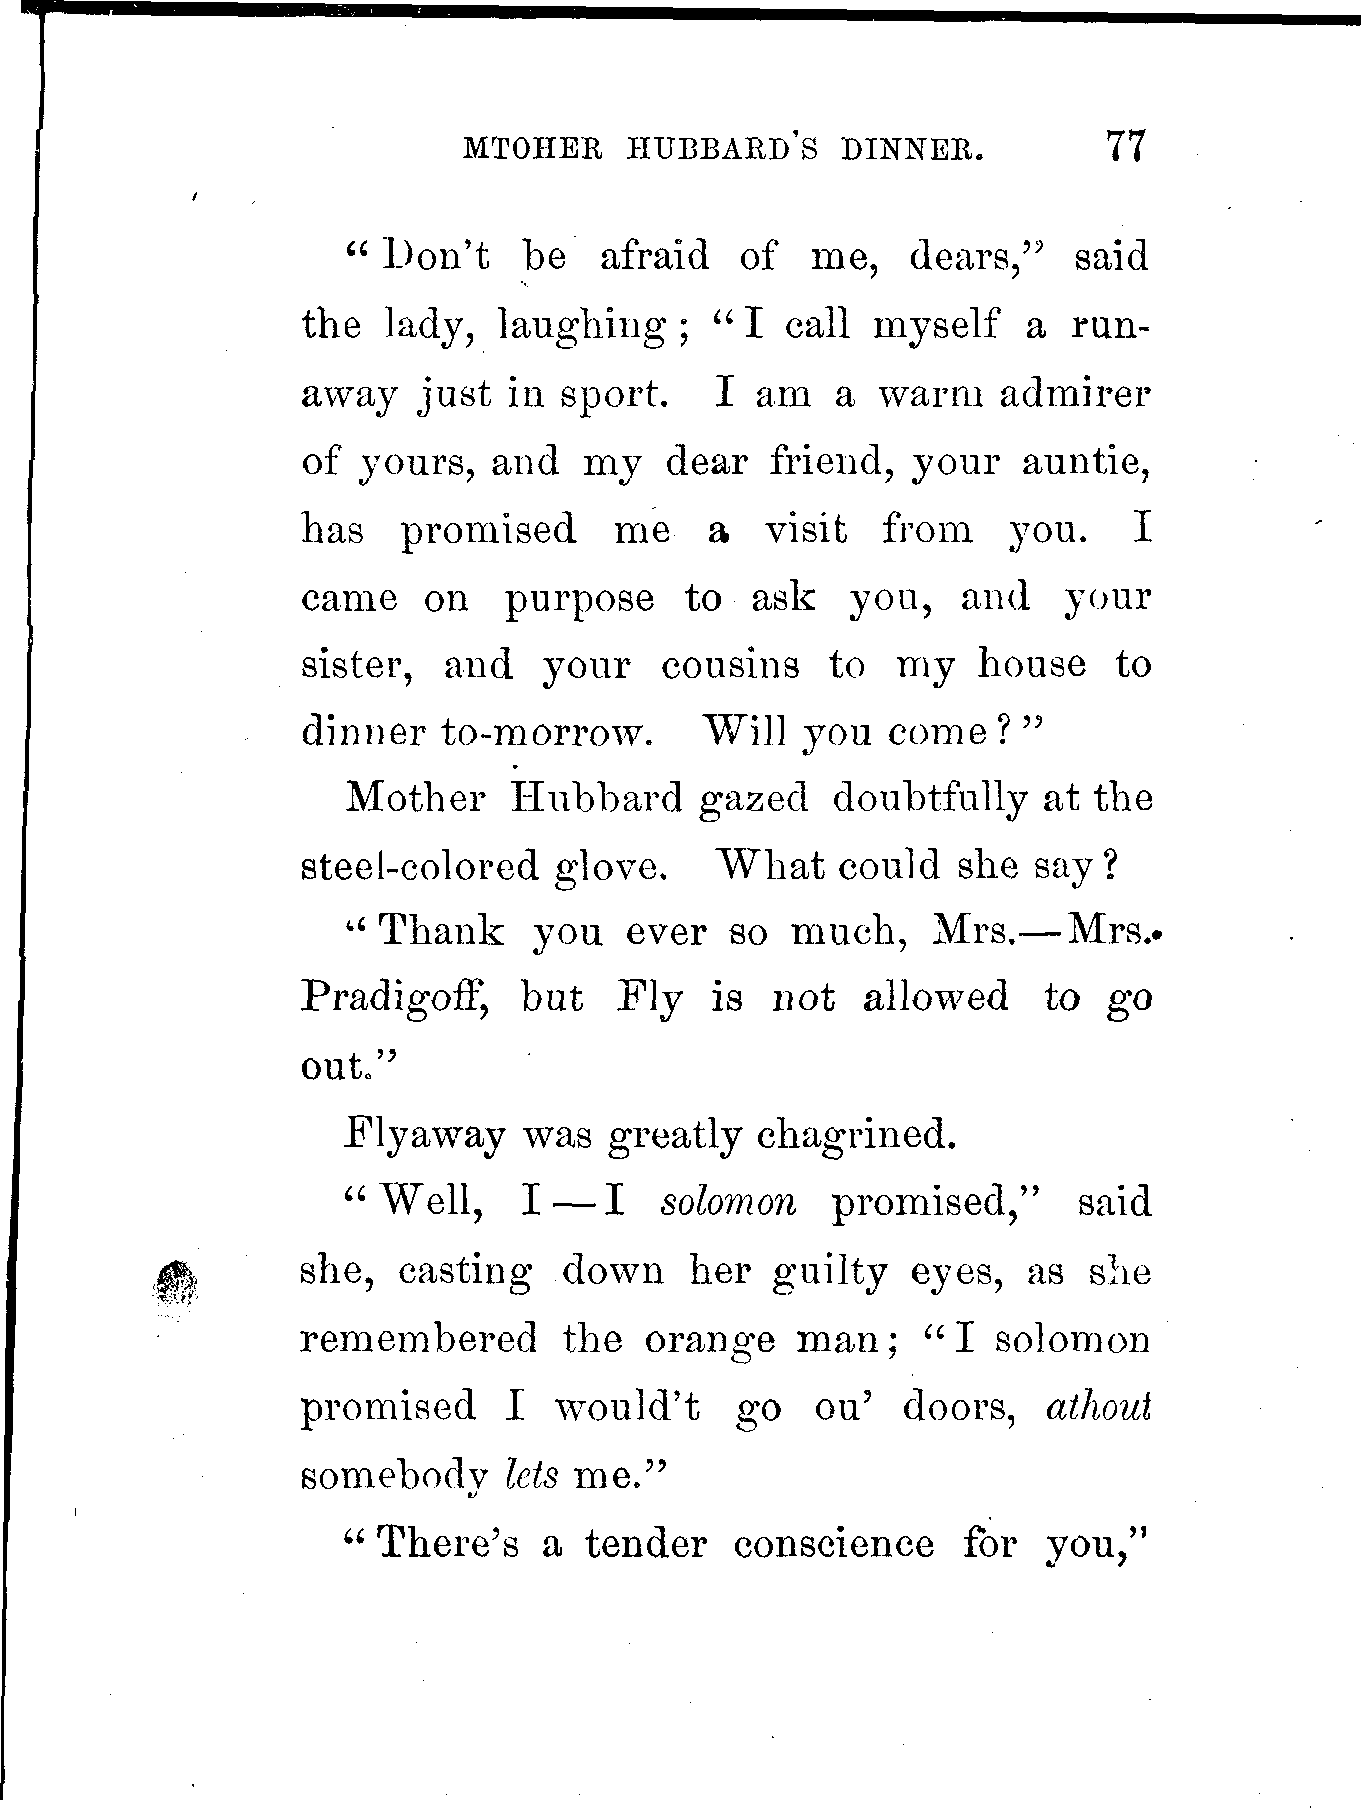 MTOHER HUBBARD'S DINNER. 77
“Don't be afraid of me, dears,” said
the lady, laughing; “I call myself a run-
away just in sport. I am a warm admirer
of yours, and my dear friend, your auntie,
has promised me a visit from you. I
came on purpose to ask you, and your
sister, and your cousins to my house to
dinner to-morrow. Will you come?”
Mother Hubbard gazed doubtfully at the
steel-colored glove. What could she say?
“Thank you ever so much, Mrs.—Mrs.
Pradigoff, but Fly is not allowed to go
out.”
Flyaway was greatly chagrined.
“Well, I—I solomon promised,” said
she, casting down her guilty eyes, as she
remembered the orange man; “I solomon
promised I would't go ou' doors, athout
somebody lets me.”
“There's a tender conscience for you,”